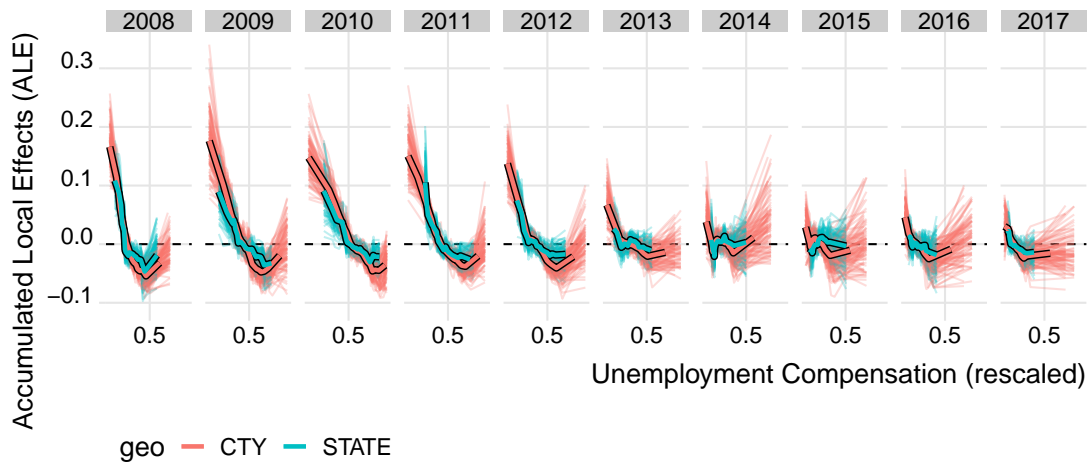 2008 2009 2010 2011 2012 2013 2014 2015 2016 2017
Accumulated Local Effects (ALE)
0.3
0.2
0.1
0.0
−0.1
0.5 0.5 0.5 0.5 0.5 0.5 0.5 0.5 0.5 0.5
Unemployment Compensation (rescaled)
geo CTY STATE